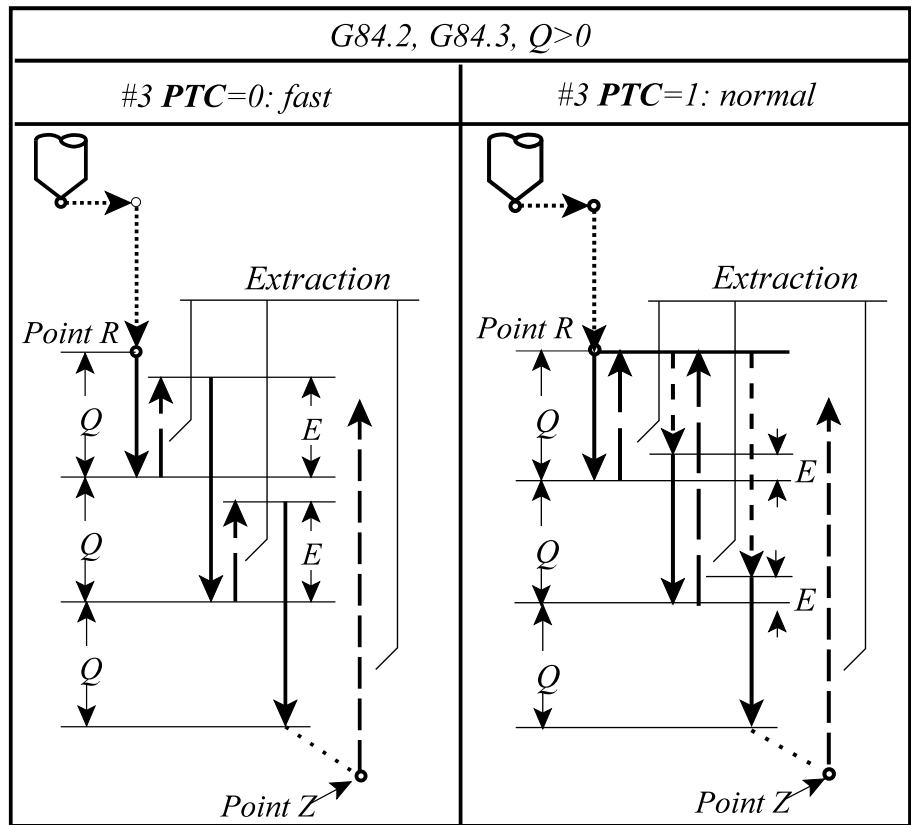 G84.2, G84.3, Q>0
#3 PTC=0: fast
Extraction
Point R
Q
E
Q
E
Q
Point Z
#3 PTC=1: normal
Extraction
Point R
Q
E
Q
E
Q
Point Z